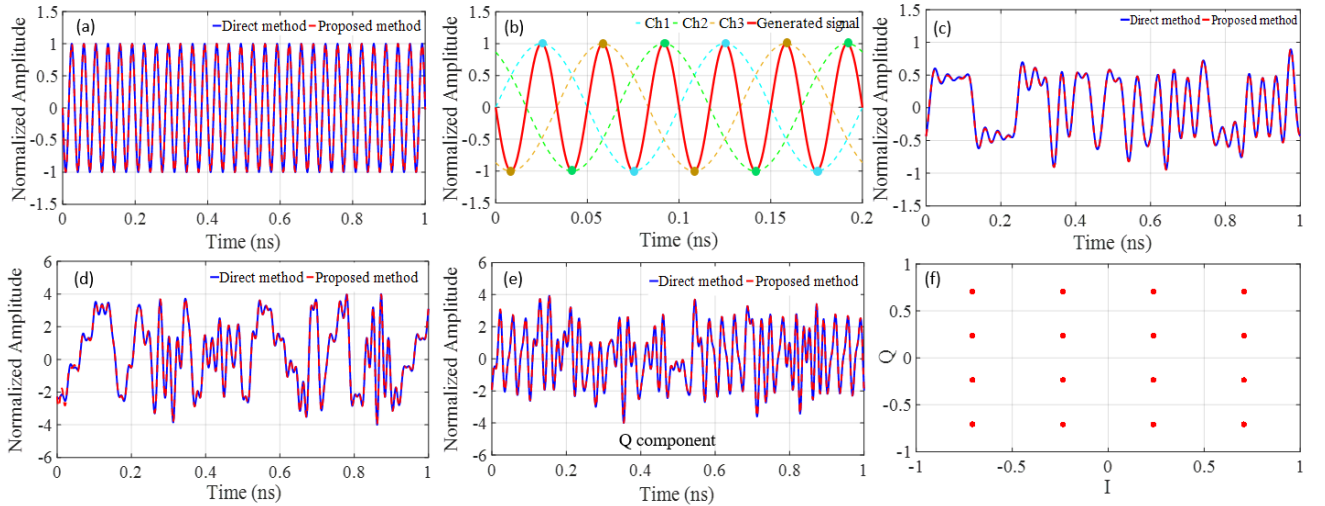 (a) Direct method Proposed method
1.5
1
0.5
0
-0.5
-1
-1.5
0 0.2 0.4 0.6 0.8 1
Time (ns)
Normalized Amplitude
(b) Ch1 Ch2 Ch3 Generated signal
1.5
1
0.5
0
-0.5
-1
-1.5
0 0.05 0.1 0.15 0.2
Time (ns)
Normalized Amplitude
(c) Direct method Proposed method
1.5
1
0.5
0
-0.5
-1
-1.5
0 0.2 0.4 0.6 0.8 1
Time (ns)
Normalized Amplitude
(d) Direct method Proposed method
6
4
2
0
-2
-4
-6
0 0.2 0.4 0.6 0.8 1
Time (ns)
Normalized Amplitude
(e) Direct method Proposed method
6
4
2
0
-2
-4
-6
Q component
0 0.2 0.4 0.6 0.8 1
Time (ns)
Normalized Amplitude
(f)
1
0.5
0
-0.5
-1
-1 -0.5 0 0.5 1
I
Q